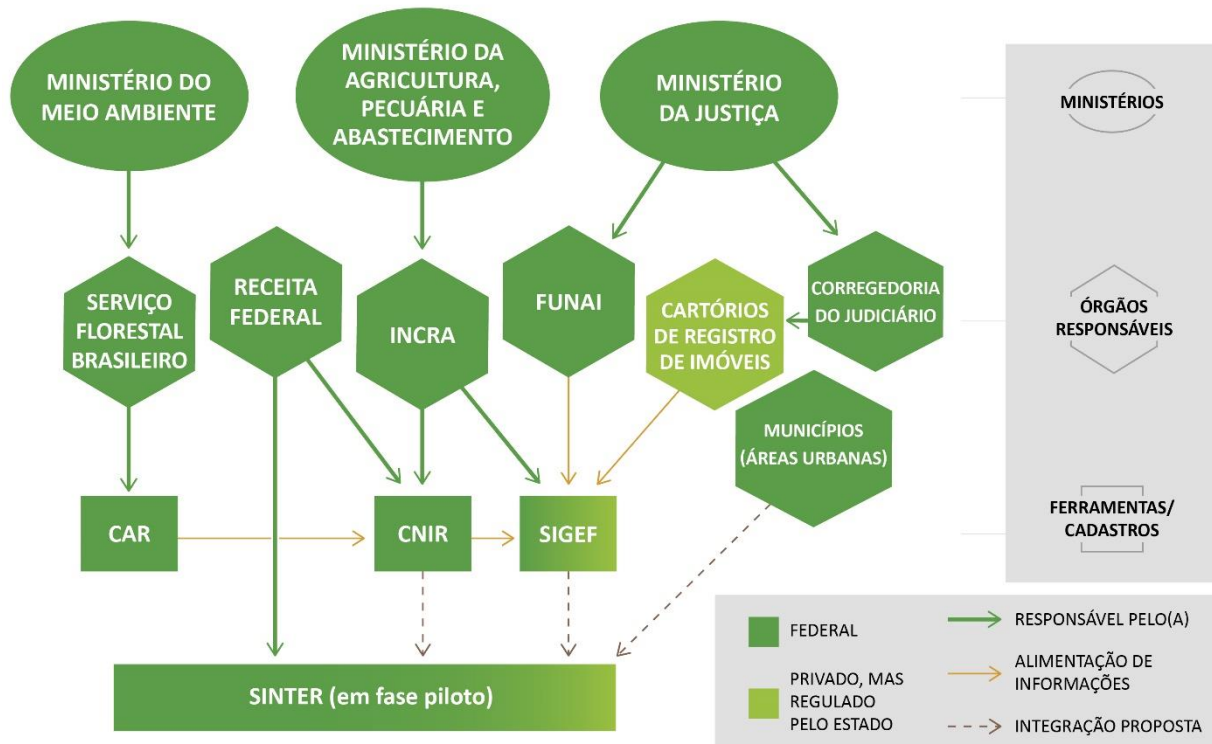 MINISTÉRIO DO
MEIO AMBIENTE
MINISTÉRIO DA
AGRICULTURA,
PECUÁRIA E
ABASTECIMENTO
MINISTÉRIO
DA JUSTIÇA
MINISTÉRIOS
SERVIÇO
FLORESTAL
BRASILEIRO
RECEITA
FEDERAL
INCRA
FUNAI
CARTÓRIOS
DE REGISTRO
DE IMÓVEIS
CORREGEDORIA
DO JUDICIÁRIO
ÓRGÃOS
RESPONSÁVEIS
MUNICÍPIOS
(ÁREAS URBANAS)
CAR
CNIR
SIGEF
FERRAMENTAS/
CADASTROS
SINTER (em fase piloto)
FEDERAL
PRIVADO, MAS
REGULADO
PELO ESTADO
RESPONSÁVEL PELO(A)
ALIMENTAÇÃO DE
INFORMAÇÕES
INTEGRAÇÃO PROPOSTA